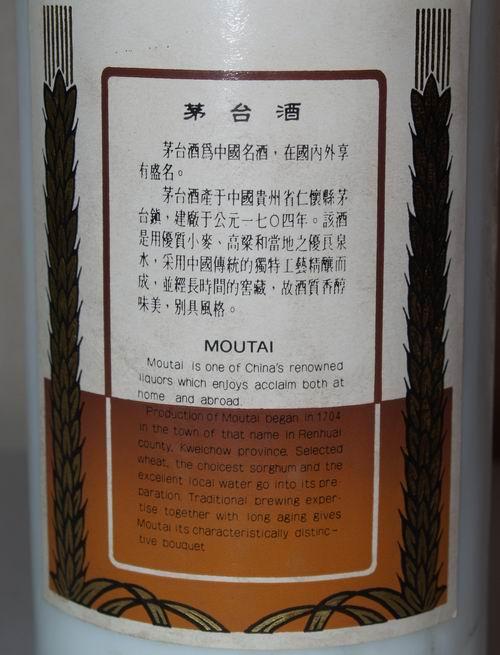 茅台酒
茅台酒爲中國名酒，在國內外享
有盛名。
茅台酒產于中國貴州省仁懷縣茅
台鎮，建廠于公元一七〇四年。該酒
是用優質小麥、高粱和當地之優良泉
水，采用中國傳統的獨特工藝精釀而
成，並經長時間的窖藏，故酒質香醇
味美，別具風格。
MOUTAI
Moutai is one of China's renowned
liquors which enjoys acclaim both at
home and abroad.
Production of Moutai began in 1704
in the town of that name in Renhuai
county, Kweichow province. Selected
wheat, the choicest sorghum and the
excellent local water go into its pre-
paration. Traditional brewing exper-
tise together with long aging gives
Moutai its characteristically distinc-
tive bouquet